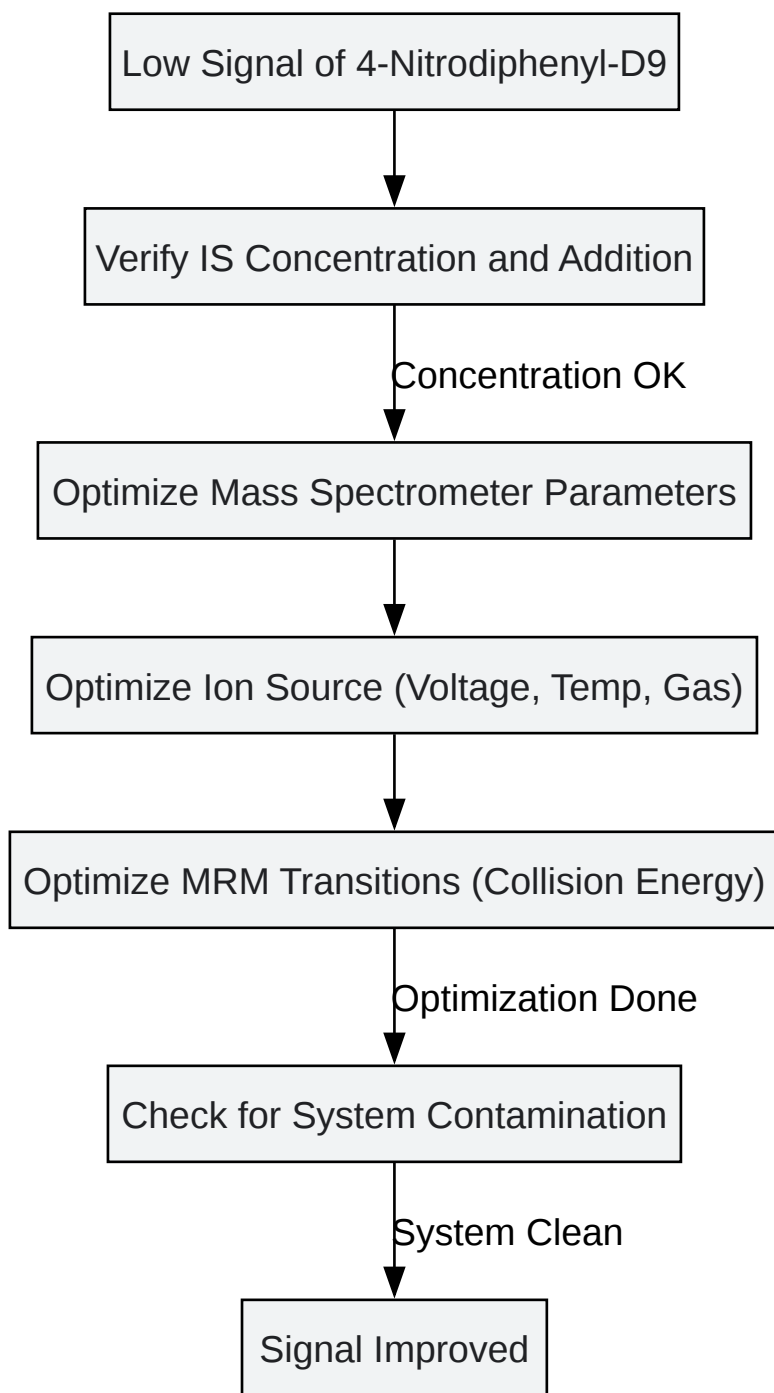 Low Signal of 4-Nitrodiphenyl-D9
Verify IS Concentration and Addition
Concentration OK
Optimize Mass Spectrometer Parameters
Optimize Ion Source (Voltage, Temp, Gas)
Optimize MRM Transitions (Collision Energy)
Optimization Done
Check for System Contamination
System Clean
Signal Improved